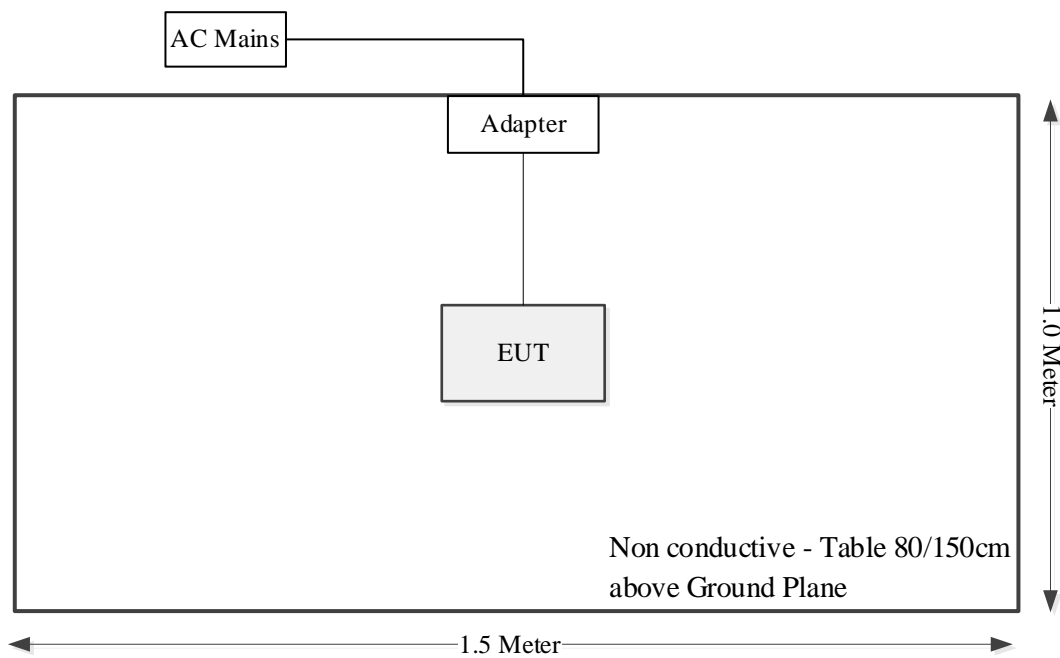 AC Mains
Adapter
EUT
1.0 Meter
Non conductive - Table 80/150cm
above Ground Plane
1.5 Meter